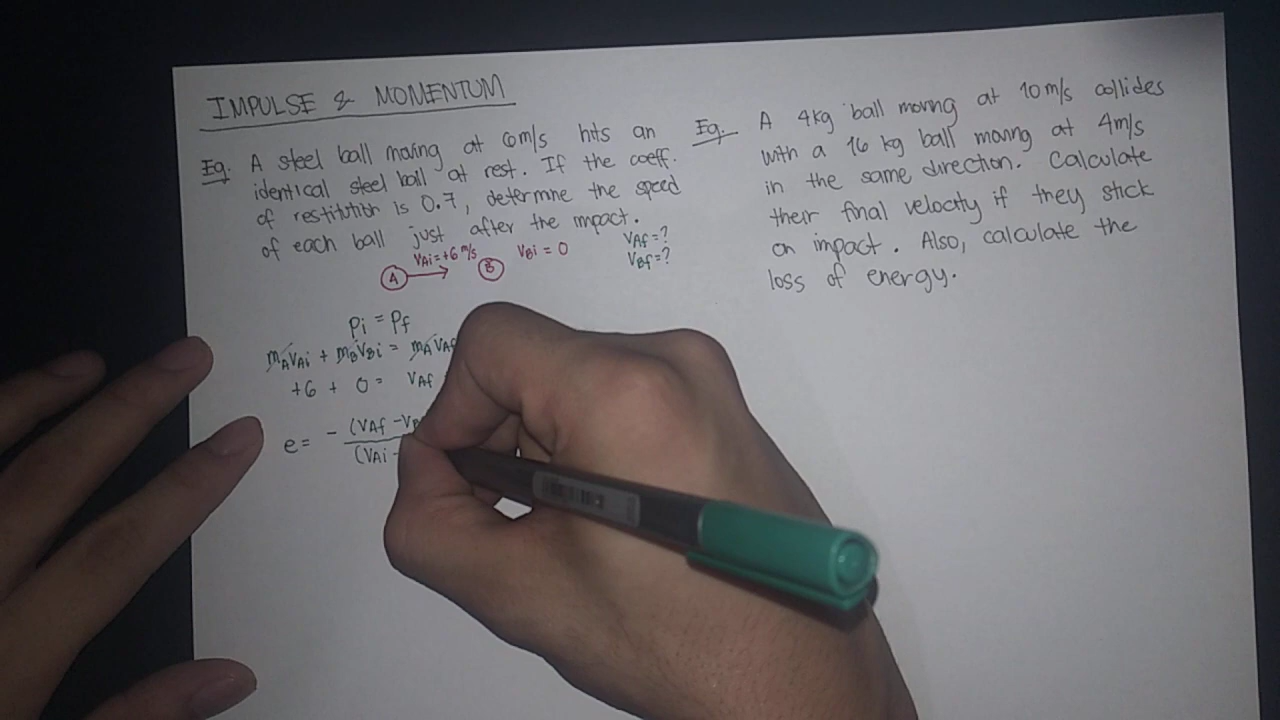 IMPULSE & MOMENTUM
Eg. A steel ball moving at 6m/s hits an
identical steel ball at rest. If the coeff.
of restitution is 0.7, determine the speed
of each ball just after the impact.
vAi=+6 m/s vBi = 0 vAf=?
vBf=?
A B
Pi = Pf
mAvAi + mBvBi = mAvAf
+6 + 0 = vAf
e = - (vAf - vB
(vAi -
Eg. A 4kg ball moving at 10m/s collides
with a 16 kg ball moving at 4m/s
in the same direction. Calculate
their final velocity if they stick
on impact. Also, calculate the
loss of energy.